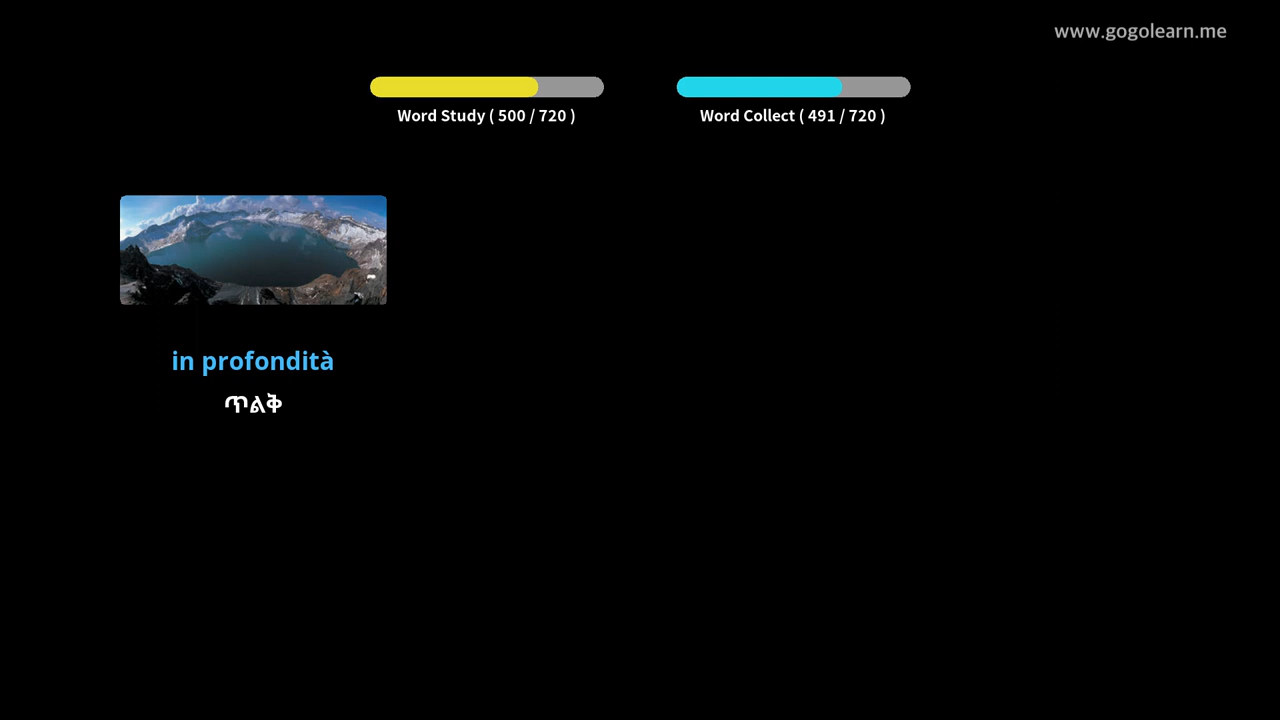 www.gogolearn.me
Word Study ( 500 / 720 )
Word Collect ( 491 / 720 )
in profondità
ጥልቅ